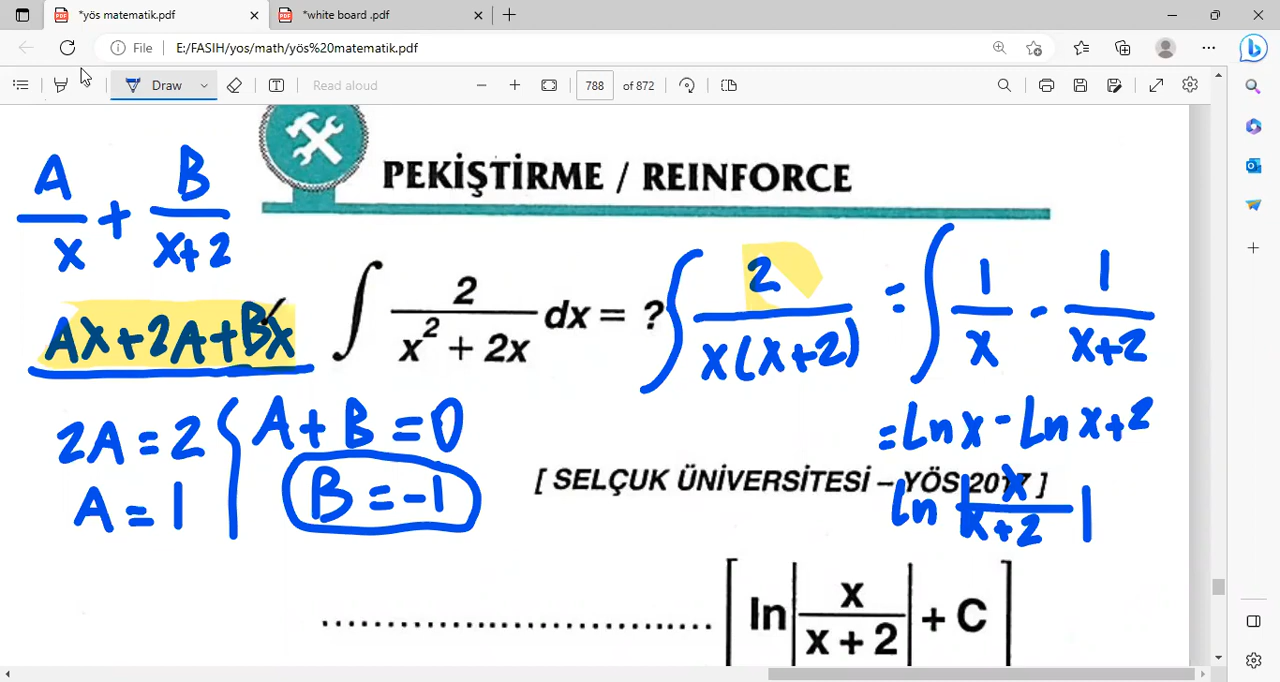 *yös matematik.pdf
*white board .pdf
File E:/FASIH/yos/math/yös%20matematik.pdf
Draw
Read aloud
788 of 872
PEKİŞTİRME / REINFORCE
A/x + B/x+2
Ax+2A+Bx
2A = 2
A = 1
A+B = 0
B = -1
∫ 2/(x² + 2x) dx = ?
∫ 2/x(x+2) = ∫ 1/x - 1/x+2
= Ln x - Ln x+2
Ln |x/x+2|
[ SELÇUK ÜNİVERSİTESİ – YÖS 2017 ]
........................................ [ ln |x/x + 2| + C ]